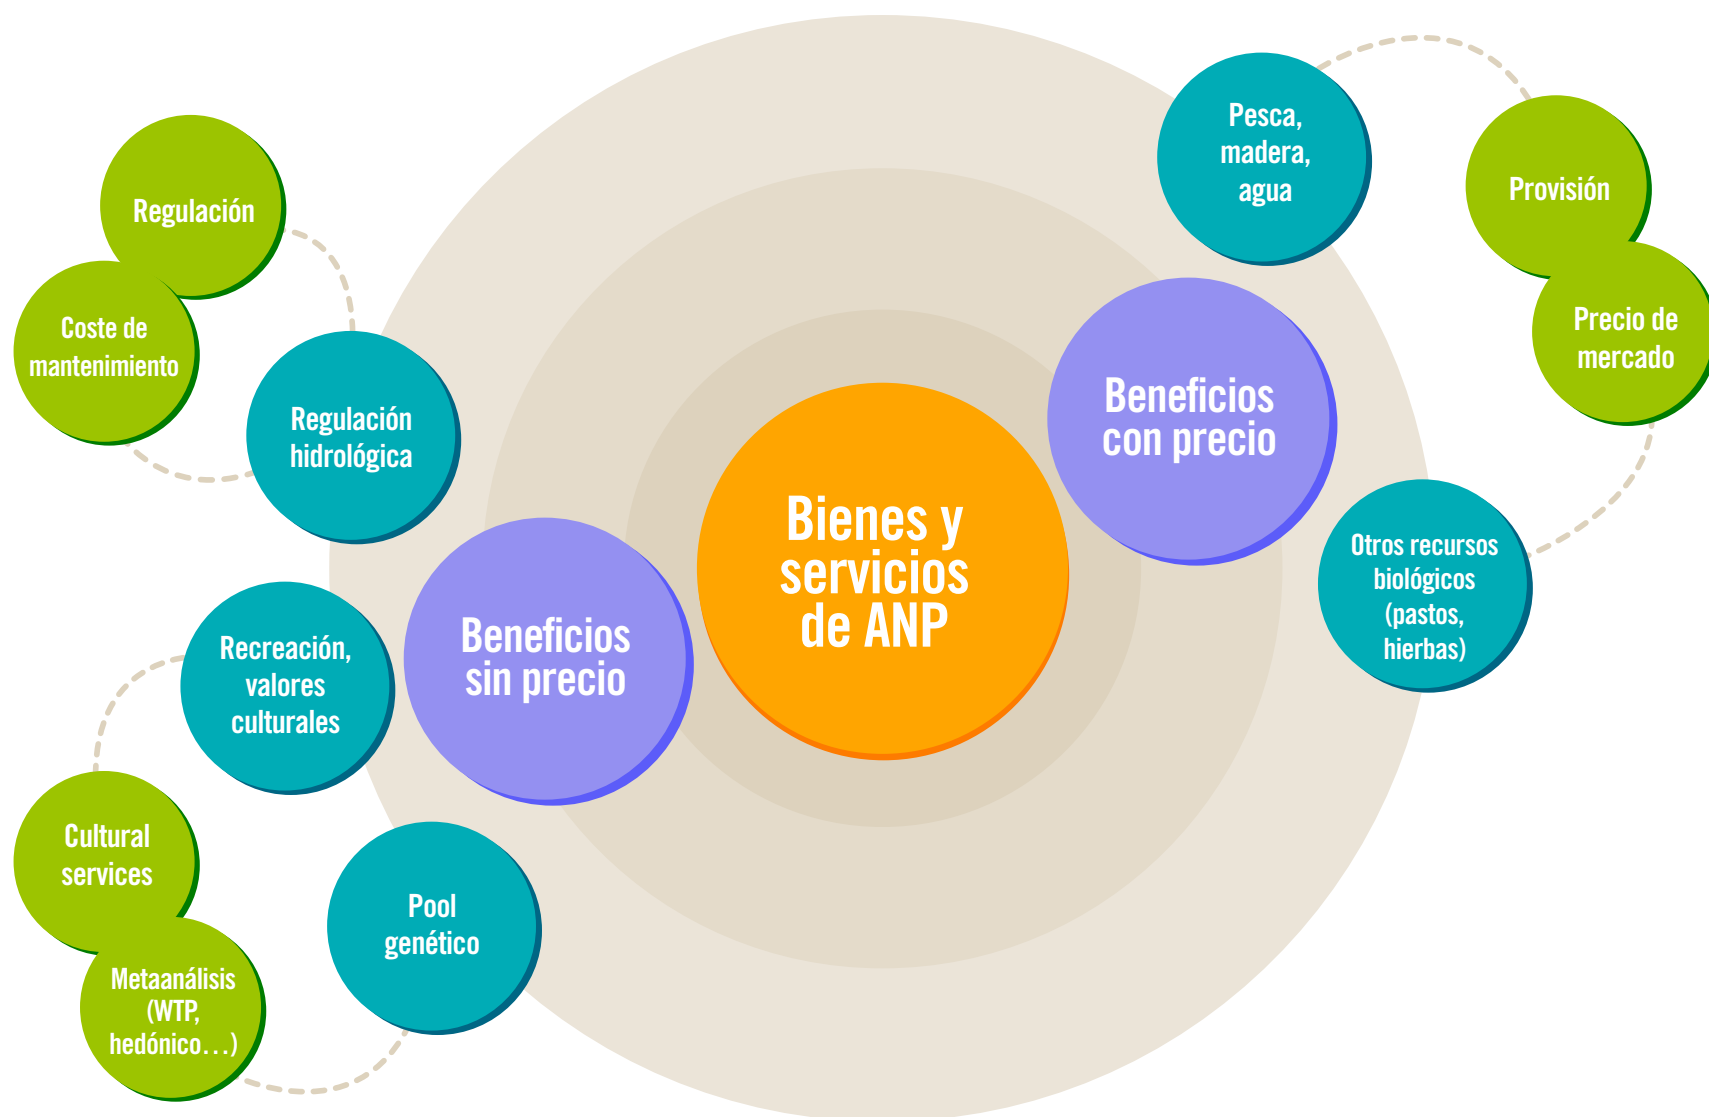 Bienes y
servicios
de ANP
Beneficios
con precio
Pesca,
madera,
agua
Provisión
Precio de
mercado
Otros recursos
biológicos
(pastos,
hierbas)
Beneficios
sin precio
Regulación
Coste de
mantenimiento
Regulación
hidrológica
Recreación,
valores
culturales
Cultural
services
Metaanálisis
(WTP,
hedónico...)
Pool
genético